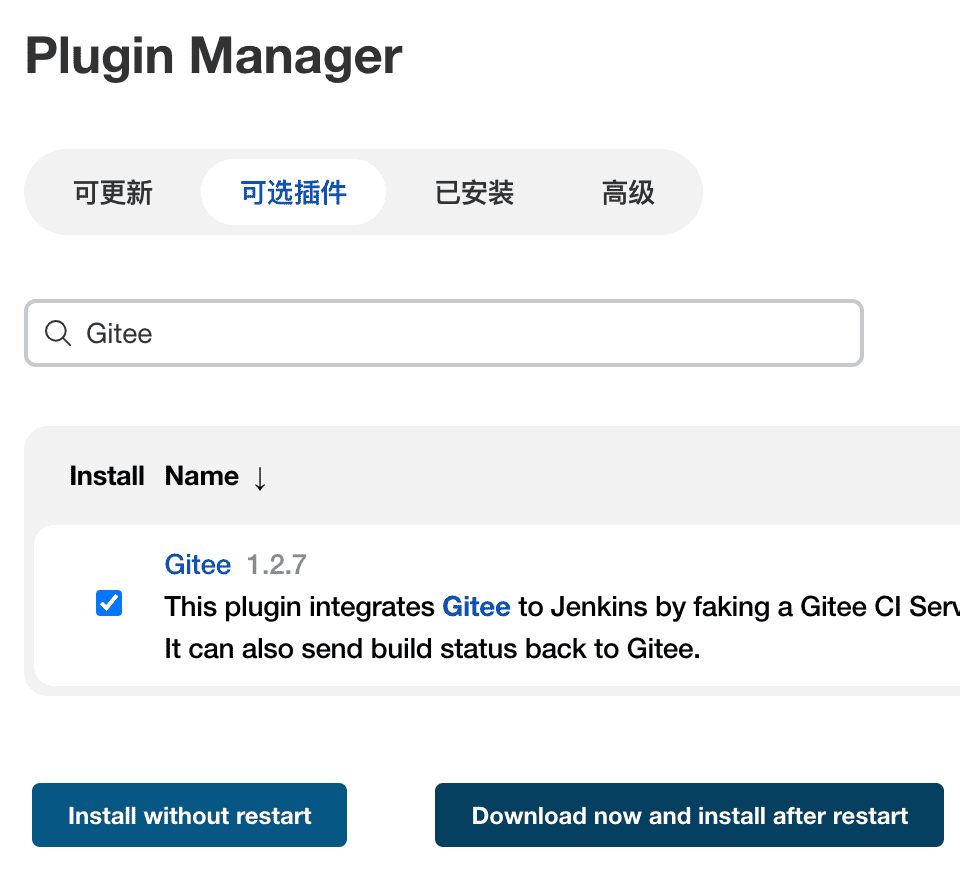 Plugin Manager
可更新 可选插件 已安装 高级
Gitee
Install Name ↓
Gitee 1.2.7
This plugin integrates Gitee to Jenkins by faking a Gitee CI
It can also send build status back to Gitee.
Install without restart Download now and install after restart